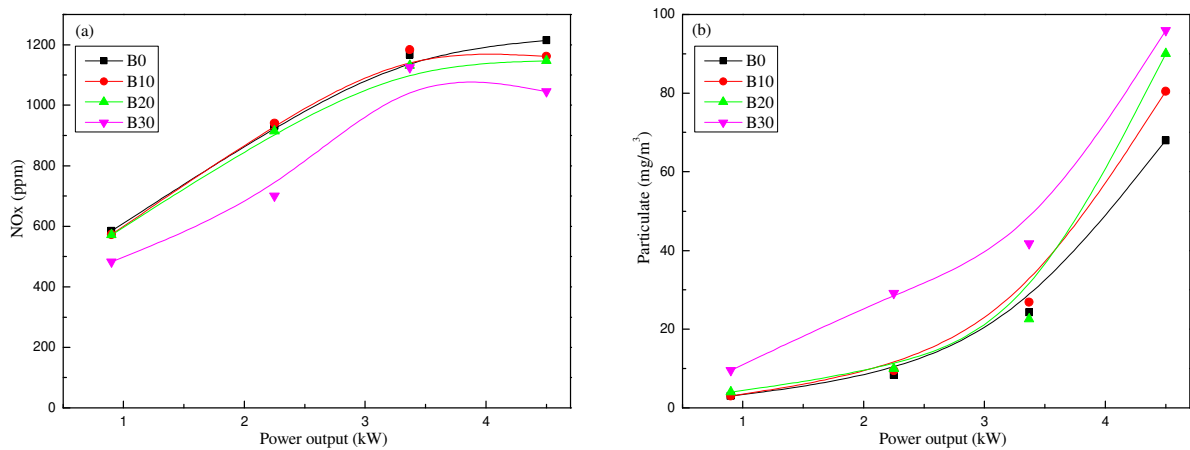 (a)
B0
B10
B20
B30
NOx (ppm)
1200
1000
800
600
400
200
0
1 2 3 4
Power output (kW)
(b)
B0
B10
B20
B30
Particulate (mg/m³)
100
80
60
40
20
0
1 2 3 4
Power output (kW)